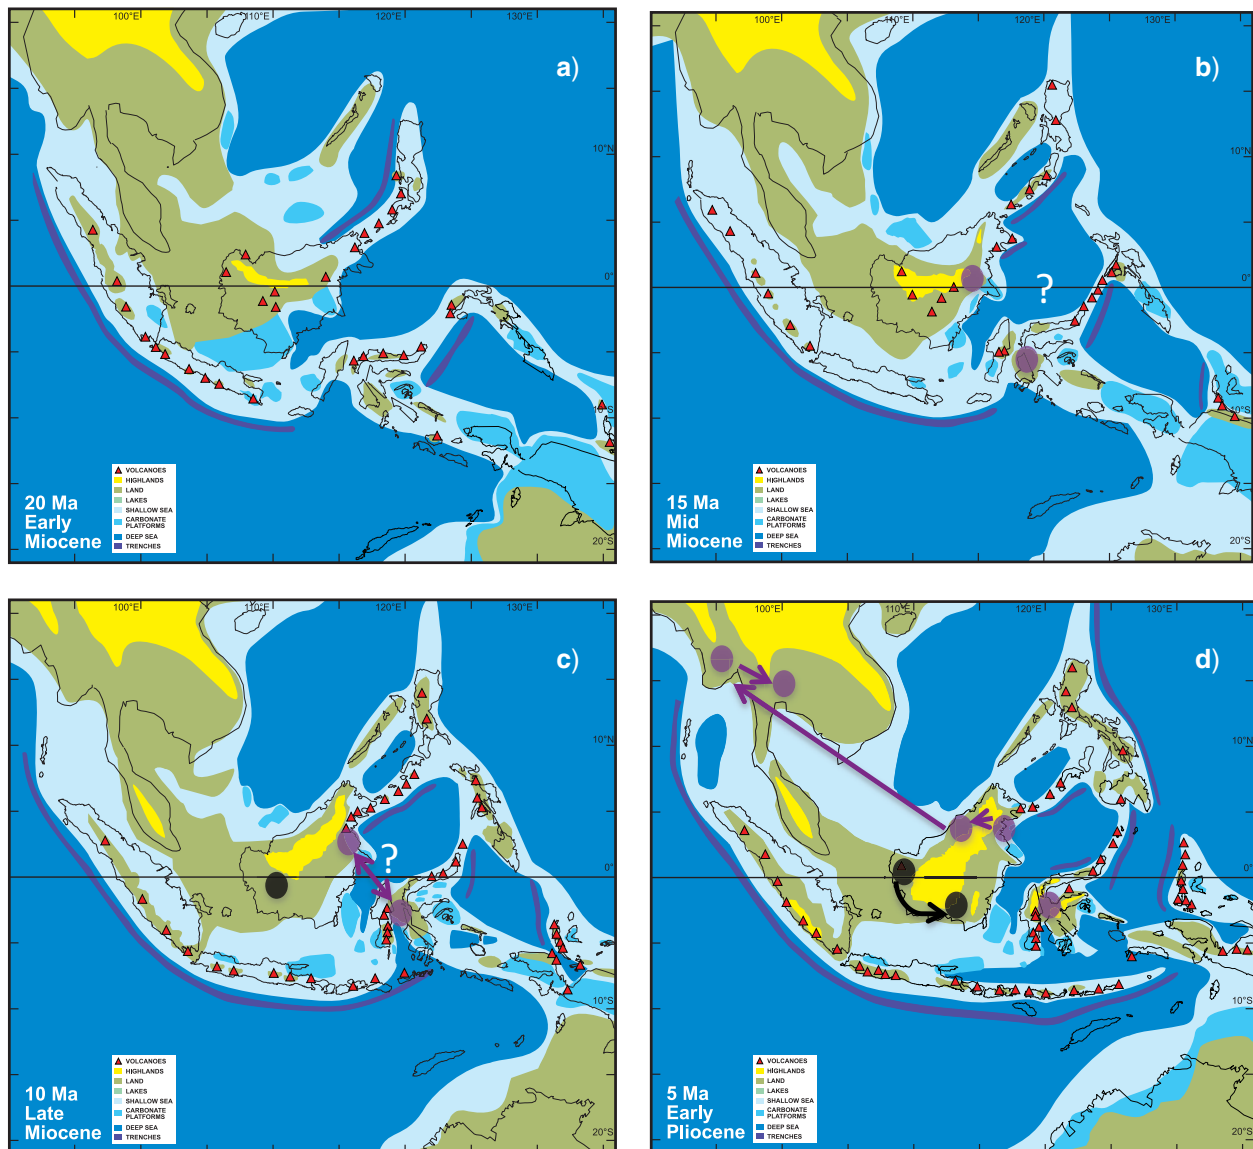 100°E
110°E
120°E
130°E
a)
10°N
0°
10°S
20°S
20 Ma
Early
Miocene
VOLCANOES
HIGHLANDS
LAND
LAKES
SHALLOW SEA
CARBONATE
PLATFORMS
DEEP SEA
TRENCHES
100°E
110°E
120°E
130°E
b)
10°N
0°
?
10°S
20°S
15 Ma
Mid
Miocene
VOLCANOES
HIGHLANDS
LAND
LAKES
SHALLOW SEA
CARBONATE
PLATFORMS
DEEP SEA
TRENCHES
100°E
110°E
120°E
130°E
c)
10°N
?
0°
10°S
20°S
10 Ma
Late
Miocene
VOLCANOES
HIGHLANDS
LAND
LAKES
SHALLOW SEA
CARBONATE
PLATFORMS
DEEP SEA
TRENCHES
100°E
110°E
120°E
130°E
d)
10°N
0°
10°S
20°S
5 Ma
Early
Pliocene
VOLCANOES
HIGHLANDS
LAND
LAKES
SHALLOW SEA
CARBONATE
PLATFORMS
DEEP SEA
TRENCHES